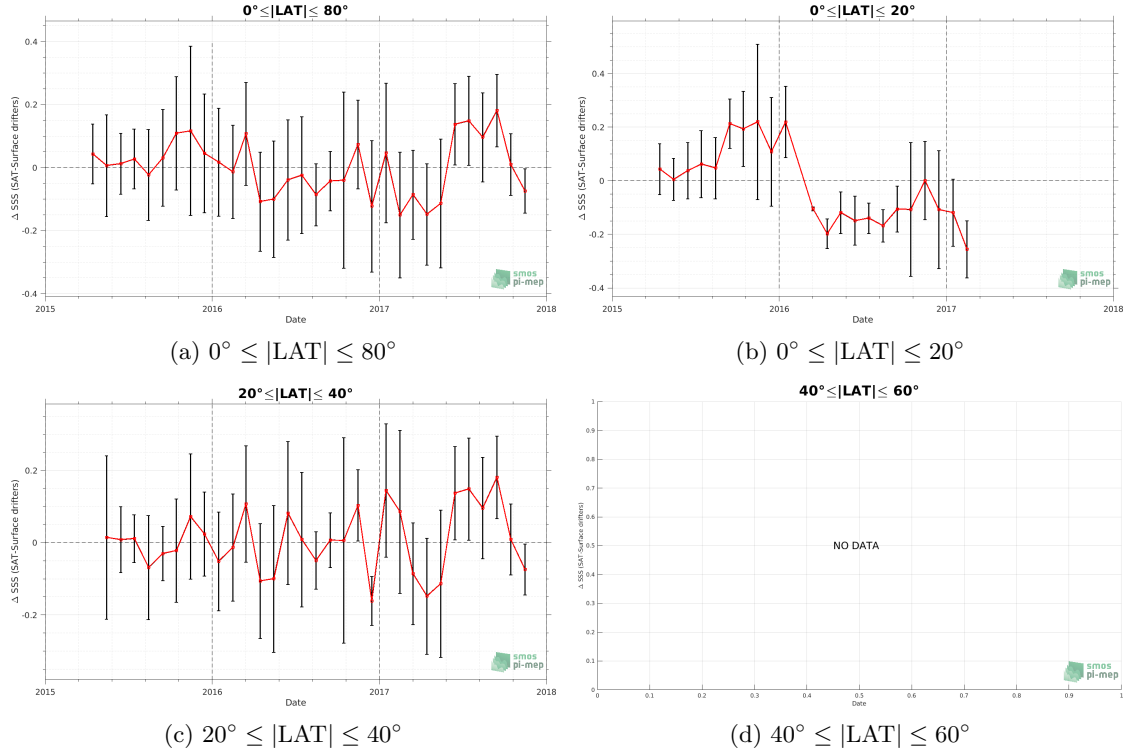 0°≤|LAT|≤ 80°
Δ SSS (SAT-Surface drifters)
0.4
0.2
0
-0.2
-0.4
2015
2016
2017
2018
Date
smos
pi-mep
(a) 0° ≤ |LAT| ≤ 80°
0°≤|LAT|≤ 20°
Δ SSS (SAT-Surface drifters)
0.4
0.2
0
-0.2
-0.4
2015
2016
2017
2018
Date
smos
pi-mep
(b) 0° ≤ |LAT| ≤ 20°
20°≤|LAT|≤ 40°
Δ SSS (SAT-Surface drifters)
0.2
0
-0.2
2015
2016
2017
2018
Date
smos
pi-mep
(c) 20° ≤ |LAT| ≤ 40°
40°≤|LAT|≤ 60°
Δ SSS (SAT-Surface drifters)
1
0.9
0.8
0.7
0.6
0.5
0.4
0.3
0.2
0.1
0
NO DATA
0
0.1
0.2
0.3
0.4
0.5
0.6
0.7
0.8
0.9
1
Date
smos
pi-mep
(d) 40° ≤ |LAT| ≤ 60°